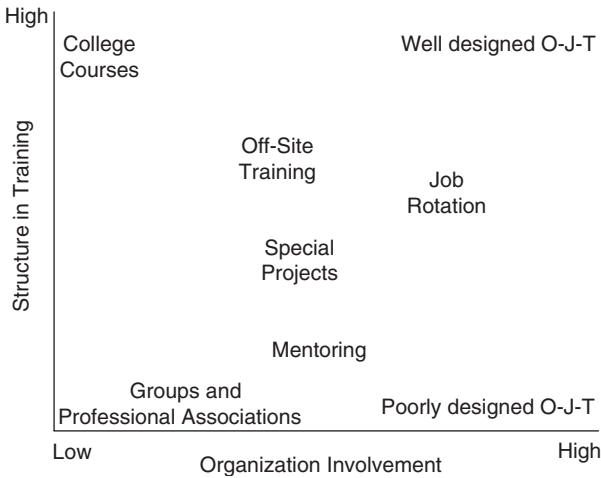 High
College
Courses
Well designed O-J-T
Off-Site
Training
Job
Rotation
Structure in Training
Special
Projects
Mentoring
Groups and
Professional Associations
Poorly designed O-J-T
Low
High
Organization Involvement